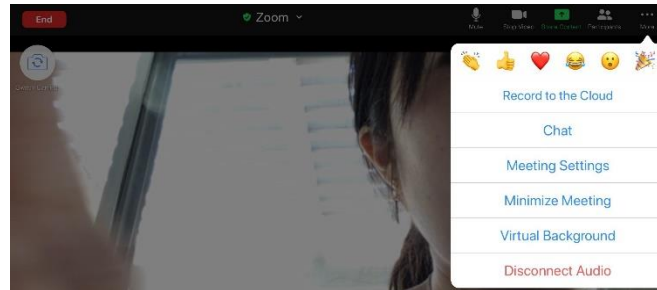 End
Zoom
Mute
Stop Video
Share Content
Participants
More
Record to the Cloud
Chat
Meeting Settings
Minimize Meeting
Virtual Background
Disconnect Audio